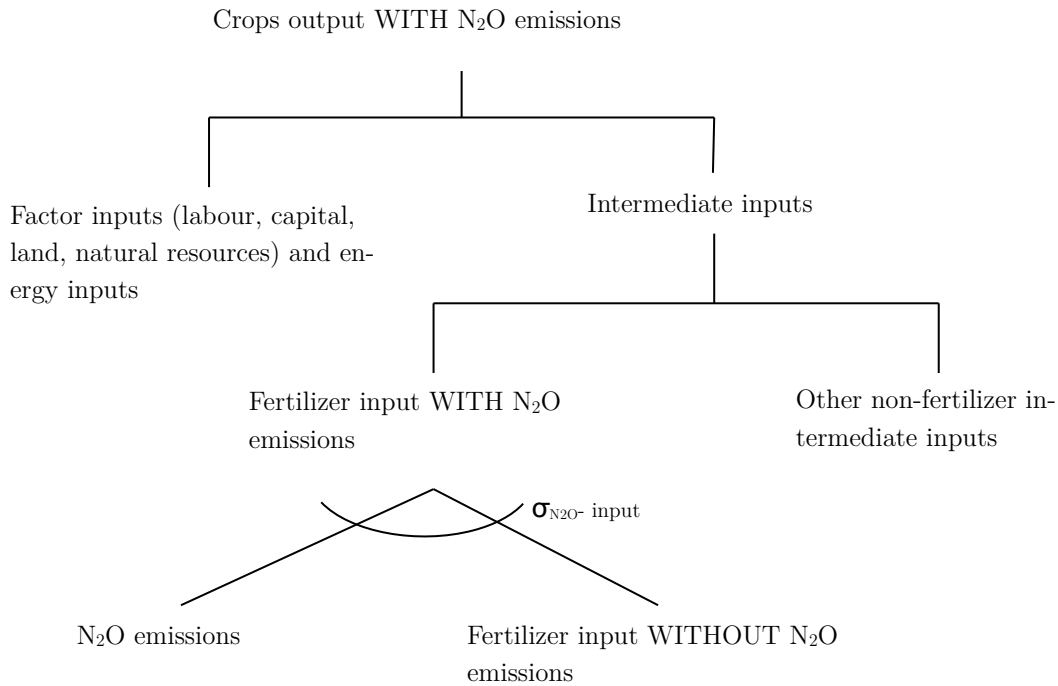 Crops output WITH N₂O emissions
Factor inputs (labour, capital,
land, natural resources) and en-
ergy inputs
Intermediate inputs
Fertilizer input WITH N₂O
emissions
Other non-fertilizer in-
termediate inputs
σN2O- input
N₂O emissions
Fertilizer input WITHOUT N₂O
emissions